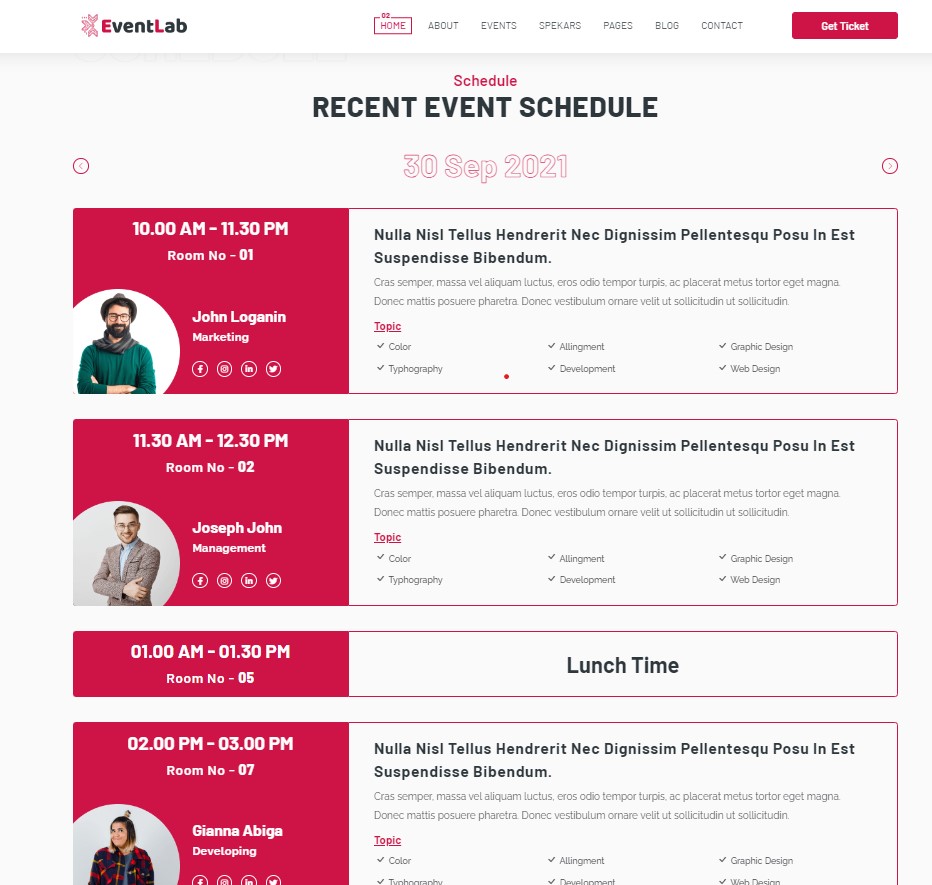 EventLab
02
HOME
ABOUT
EVENTS
SPEKARS
PAGES
BLOG
CONTACT
Get Ticket
Schedule
RECENT EVENT SCHEDULE
30 Sep 2021
10.00 AM - 11.30 PM
Room No - 01
John Loganin
Marketing
Nulla Nisl Tellus Hendrerit Nec Dignissim Pellentesqu Posu In Est
Suspendisse Bibendum.
Cras semper, massa vel aliquam luctus, eros odio tempor turpis, ac placerat metus tortor eget magna.
Donec mattis posuere pharetra. Donec vestibulum ornare velit ut sollicitudin ut sollicitudin.
Topic
Color
Allingment
Graphic Design
Typhography
Development
Web Design
11.30 AM - 12.30 PM
Room No - 02
Joseph John
Management
Nulla Nisl Tellus Hendrerit Nec Dignissim Pellentesqu Posu In Est
Suspendisse Bibendum.
Cras semper, massa vel aliquam luctus, eros odio tempor turpis, ac placerat metus tortor eget magna.
Donec mattis posuere pharetra. Donec vestibulum ornare velit ut sollicitudin ut sollicitudin.
Topic
Color
Allingment
Graphic Design
Typhography
Development
Web Design
01.00 AM - 01.30 PM
Room No - 05
Lunch Time
02.00 PM - 03.00 PM
Room No - 07
Gianna Abiga
Developing
Nulla Nisl Tellus Hendrerit Nec Dignissim Pellentesqu Posu In Est
Suspendisse Bibendum.
Cras semper, massa vel aliquam luctus, eros odio tempor turpis, ac placerat metus tortor eget magna.
Donec mattis posuere pharetra. Donec vestibulum ornare velit ut sollicitudin ut sollicitudin.
Topic
Color
Allingment
Graphic Design
Typhography
Development
Web Design